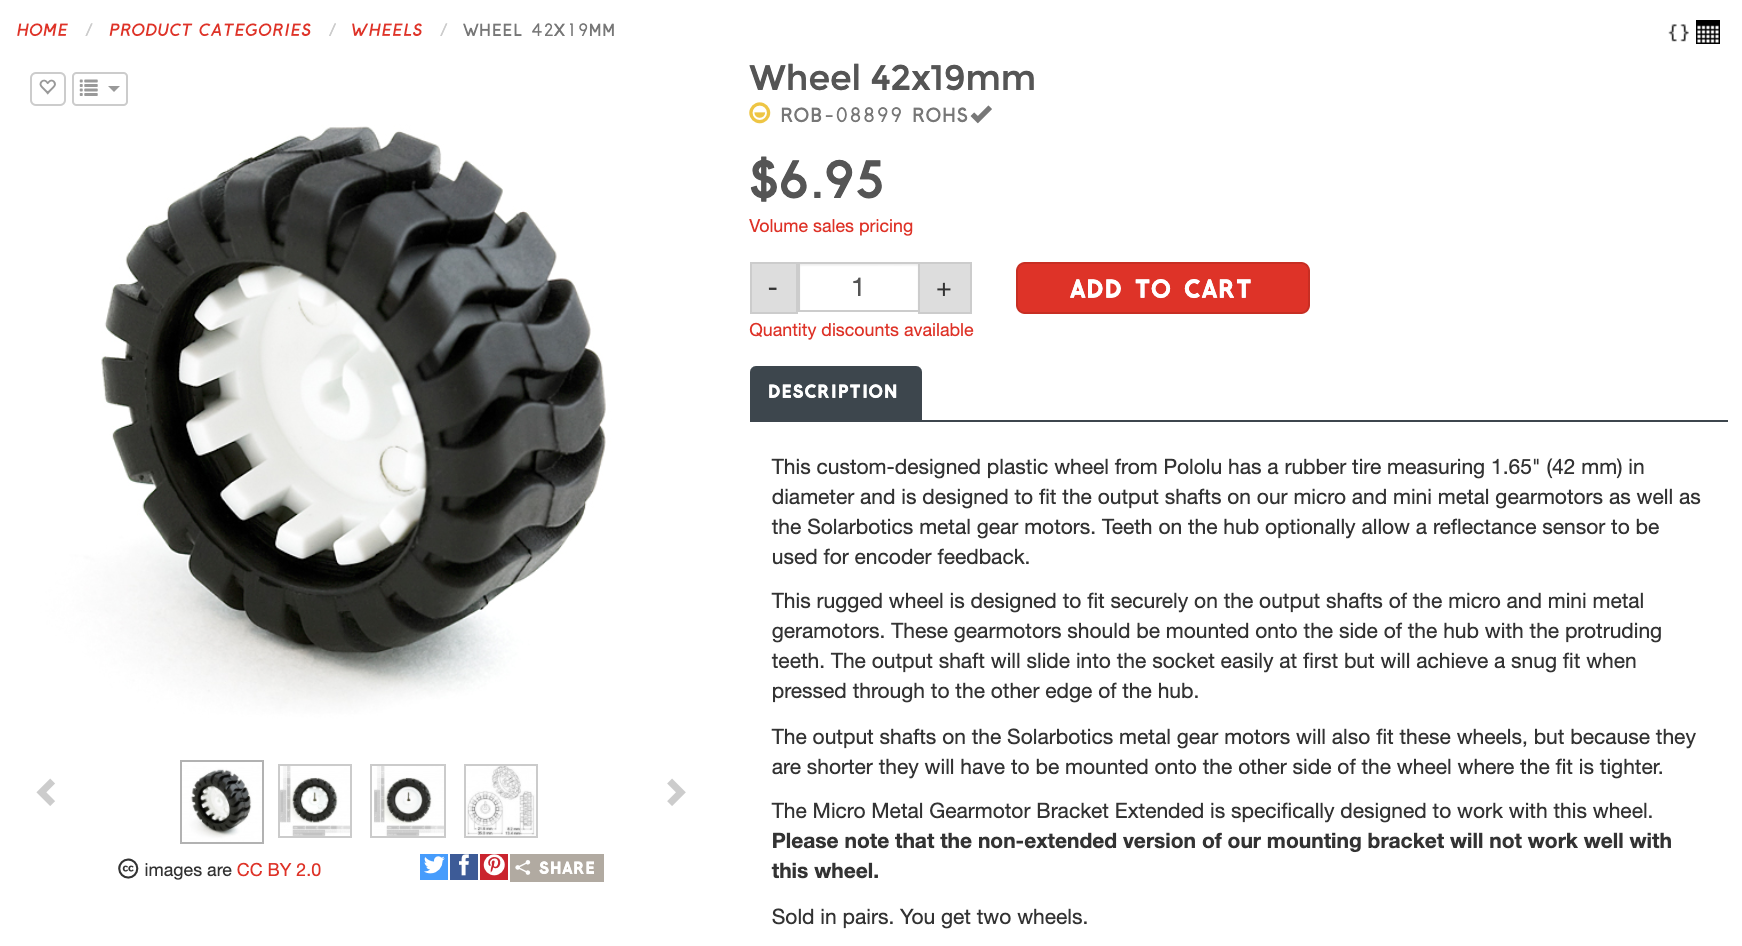 HOME / PRODUCT CATEGORIES / WHEELS / WHEEL 42X19MM
{}
Wheel 42x19mm
ROB-08899 ROHS✔
$6.95
Volume sales pricing
- 1 +
ADD TO CART
Quantity discounts available
DESCRIPTION
This custom-designed plastic wheel from Pololu has a rubber tire measuring 1.65" (42 mm) in
diameter and is designed to fit the output shafts on our micro and mini metal gearmotors as well as
the Solarbotics metal gear motors. Teeth on the hub optionally allow a reflectance sensor to be
used for encoder feedback.
This rugged wheel is designed to fit securely on the output shafts of the micro and mini metal
geramotors. These gearmotors should be mounted onto the side of the hub with the protruding
teeth. The output shaft will slide into the socket easily at first but will achieve a snug fit when
pressed through to the other edge of the hub.
The output shafts on the Solarbotics metal gear motors will also fit these wheels, but because they
are shorter they will have to be mounted onto the other side of the wheel where the fit is tighter.
The Micro Metal Gearmotor Bracket Extended is specifically designed to work with this wheel.
Please note that the non-extended version of our mounting bracket will not work well with
this wheel.
Sold in pairs. You get two wheels.
cc images are CC BY 2.0
SHARE